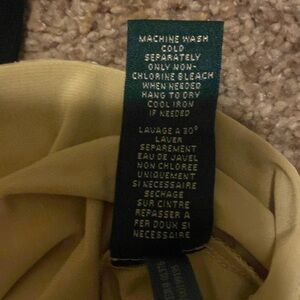 MACHINE WASH
COLD
SEPARATELY
ONLY NON-
CHLORINE BLEACH
WHEN NEEDED
HANG TO DRY
COOL IRON
IF NEEDED
LAVAGE A 30°
LAVER
SEPAREMENT
EAU DE JAVEL
NON CHLOREE
UNIQUEMENT
SI NECESSAIRE
SECHAGE
SUR CINTRE
REPASSER A
FER DOUX SI
NECESSAIRE